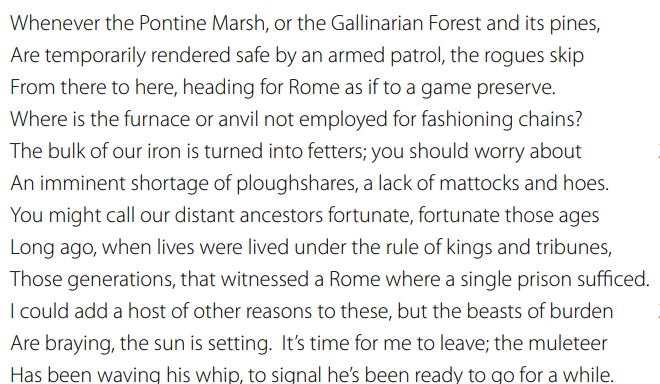 Whenever the Pontine Marsh, or the Gallinarian Forest and its pines,
Are temporarily rendered safe by an armed patrol, the rogues skip
From there to here, heading for Rome as if to a game preserve.
Where is the furnace or anvil not employed for fashioning chains?
The bulk of our iron is turned into fetters; you should worry about
An imminent shortage of ploughshares, a lack of mattocks and hoes.
You might call our distant ancestors fortunate, fortunate those ages
Long ago, when lives were lived under the rule of kings and tribunes,
Those generations, that witnessed a Rome where a single prison sufficed.
I could add a host of other reasons to these, but the beasts of burden
Are braying, the sun is setting. It’s time for me to leave; the muleteer
Has been waving his whip, to signal he’s been ready to go for a while.